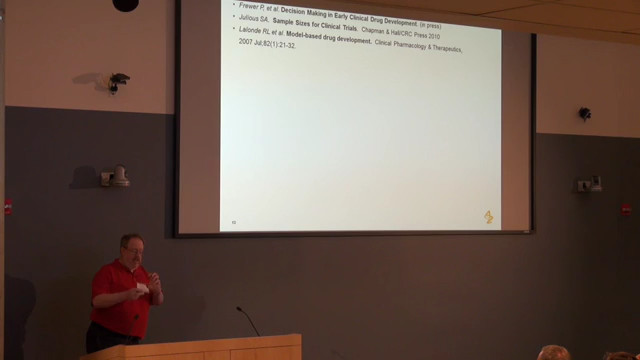 • Frewer P, et al. Decision Making in Early Clinical Drug Development. (in press)
• Julious SA. Sample Sizes for Clinical Trials. Chapman & Hall/CRC Press 2010
• Lalonde RL et al. Model-based drug development. Clinical Pharmacology & Therapeutics,
2007 Jul;82(1):21-32.